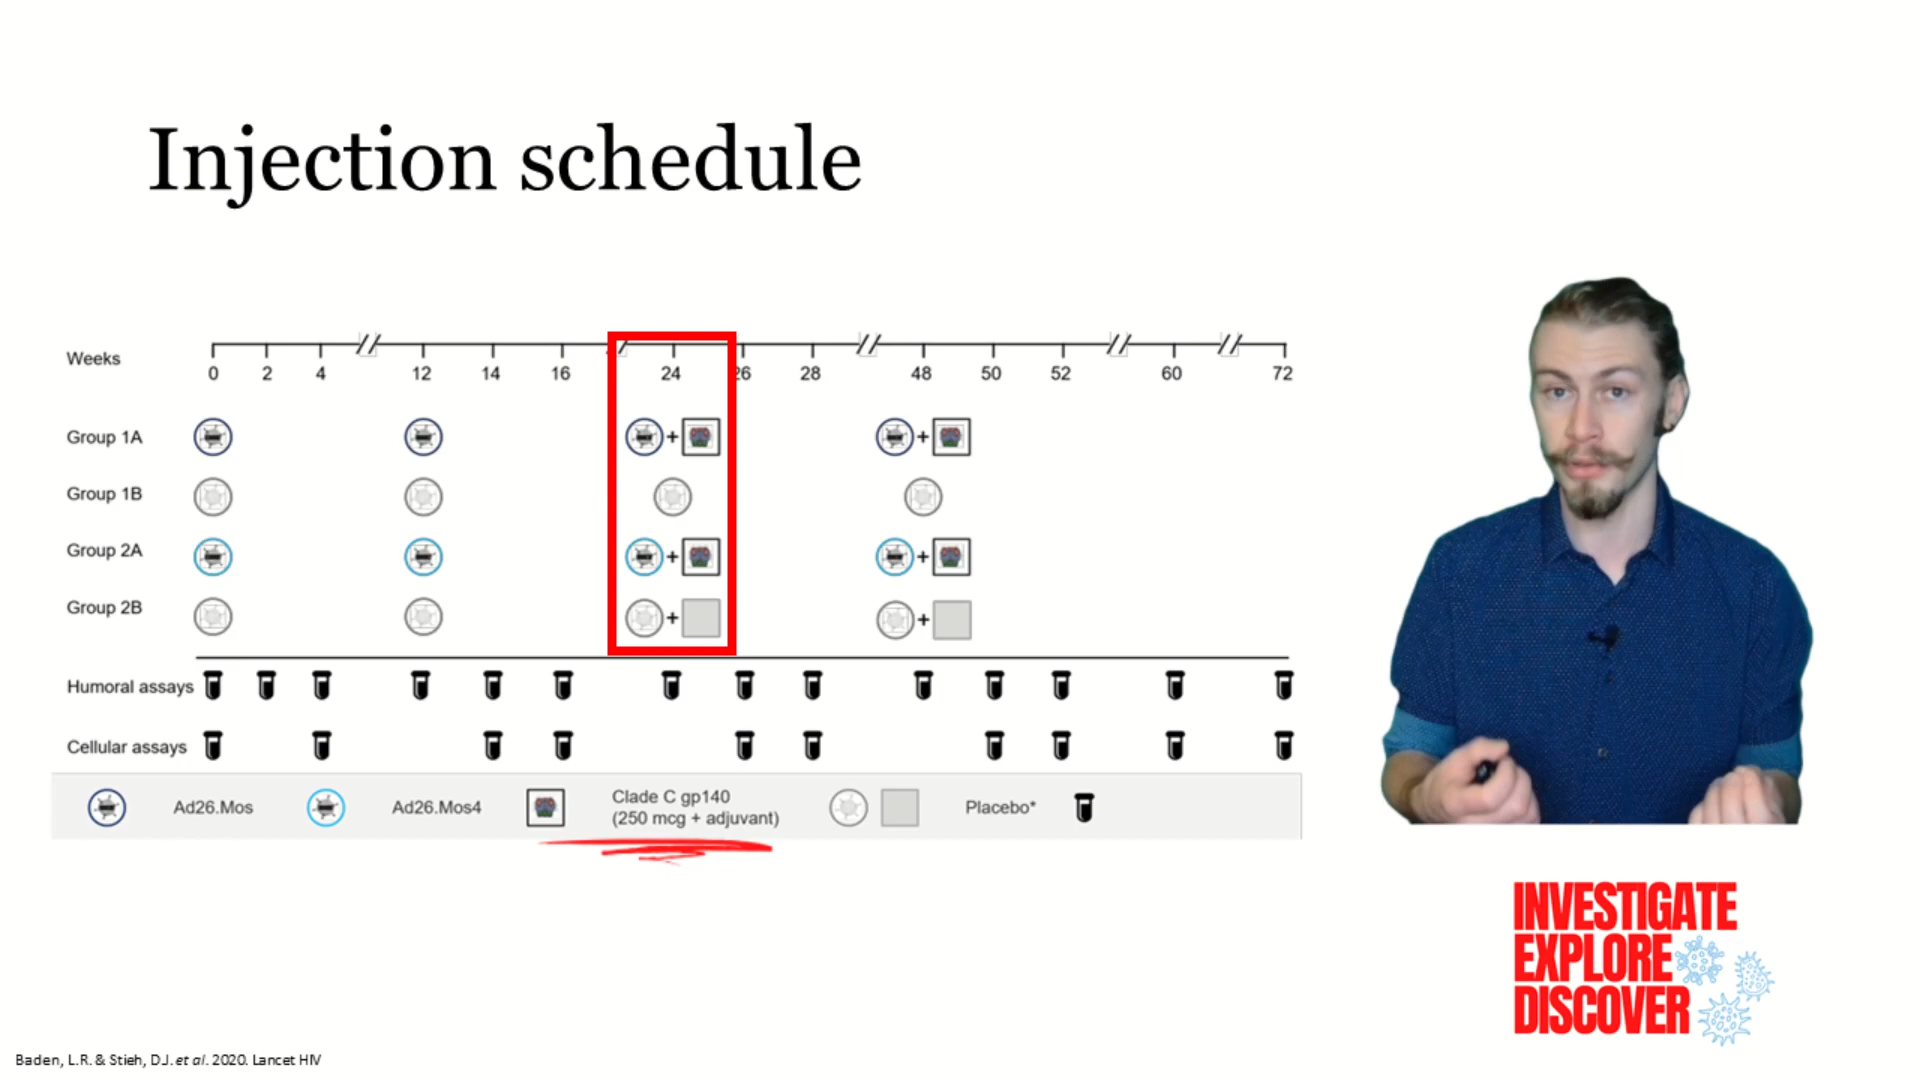 Injection schedule
Weeks
0 2 4 12 14 16 24 26 28 48 50 52 60 72
Group 1A + +
Group 1B
Group 2A + +
Group 2B + +
Humoral assays
Cellular assays
Ad26.Mos Ad26.Mos4 Clade C gp140 (250 mcg + adjuvant) Placebo*
INVESTIGATE
EXPLORE
DISCOVER
Baden, L.R. & Stieh, D.J. et al. 2020. Lancet HIV